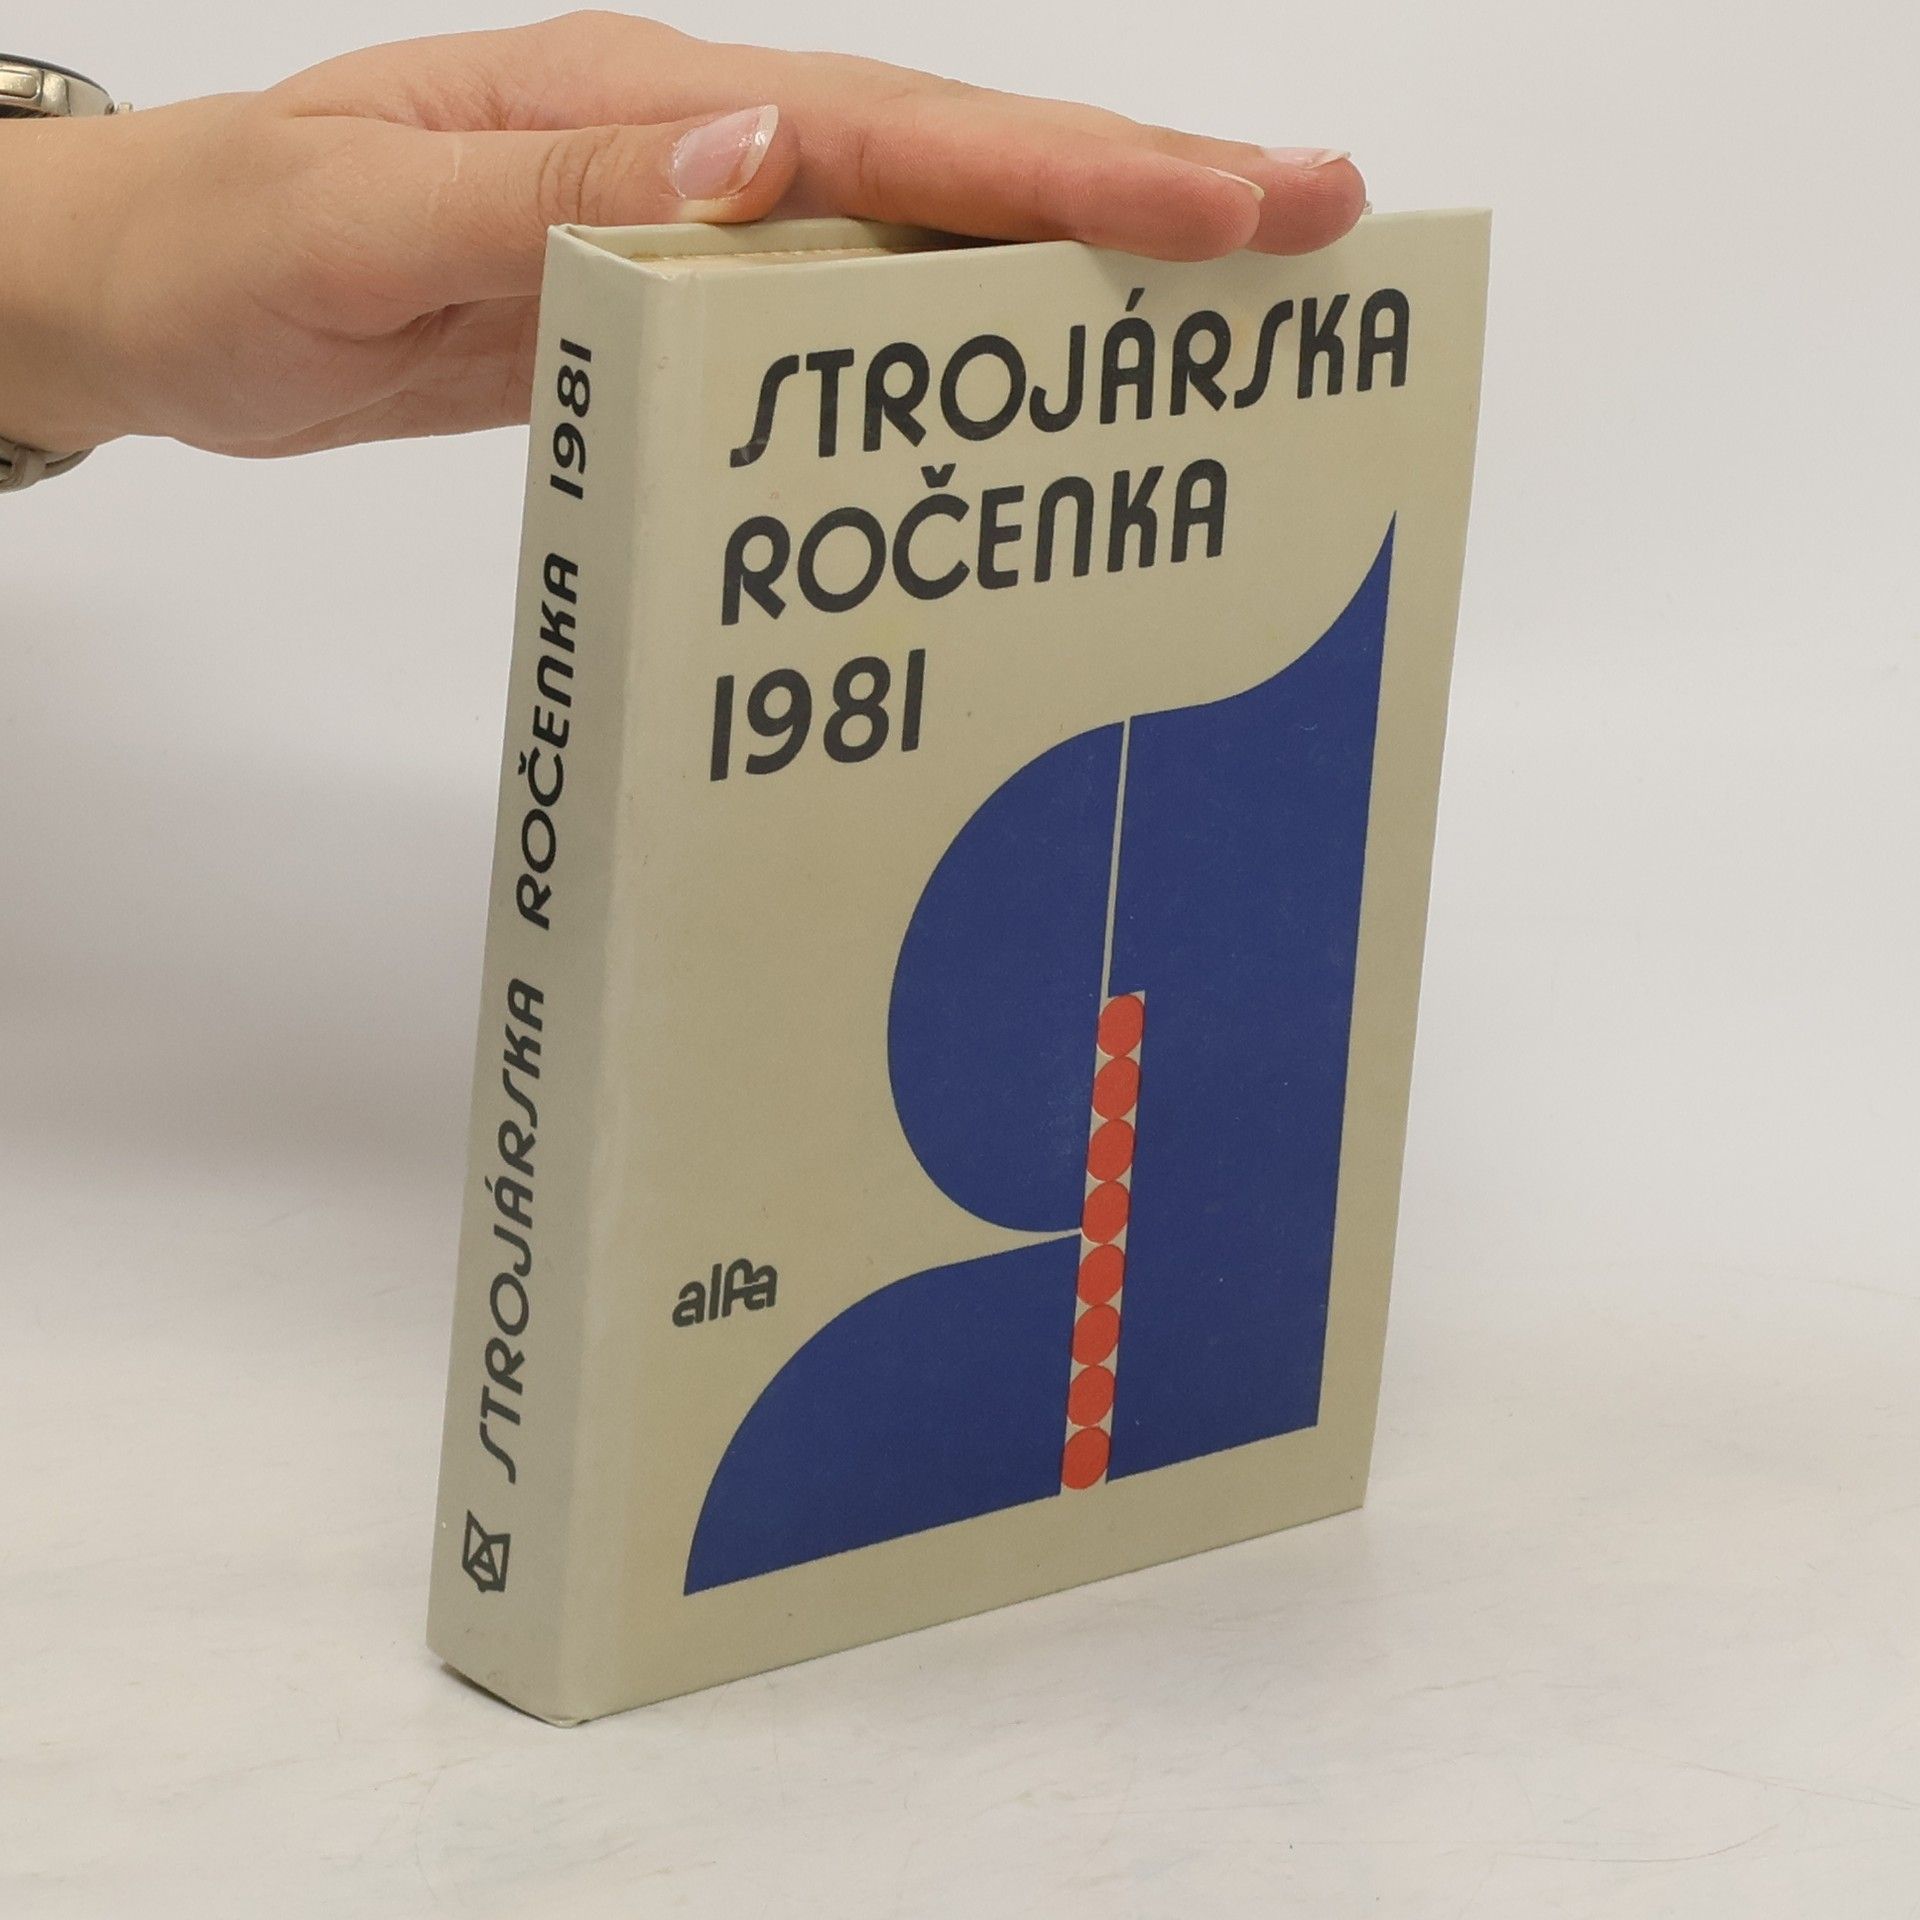 STROJÁRSKA
ROČENKA
1981
alfa
STROJÁRSKA ROČENKA 1981